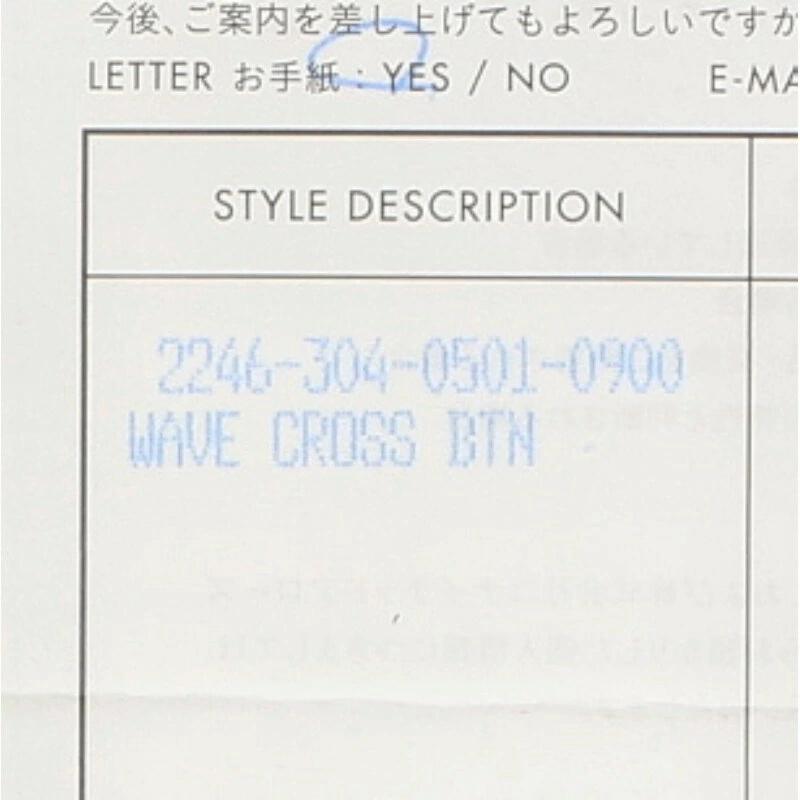 今後、ご案内を差し上げてもよろしいですか
LETTER お手紙 : YES / NO E-MA
STYLE DESCRIPTION
2246-304-0501-0900
WAVE CROSS BTN